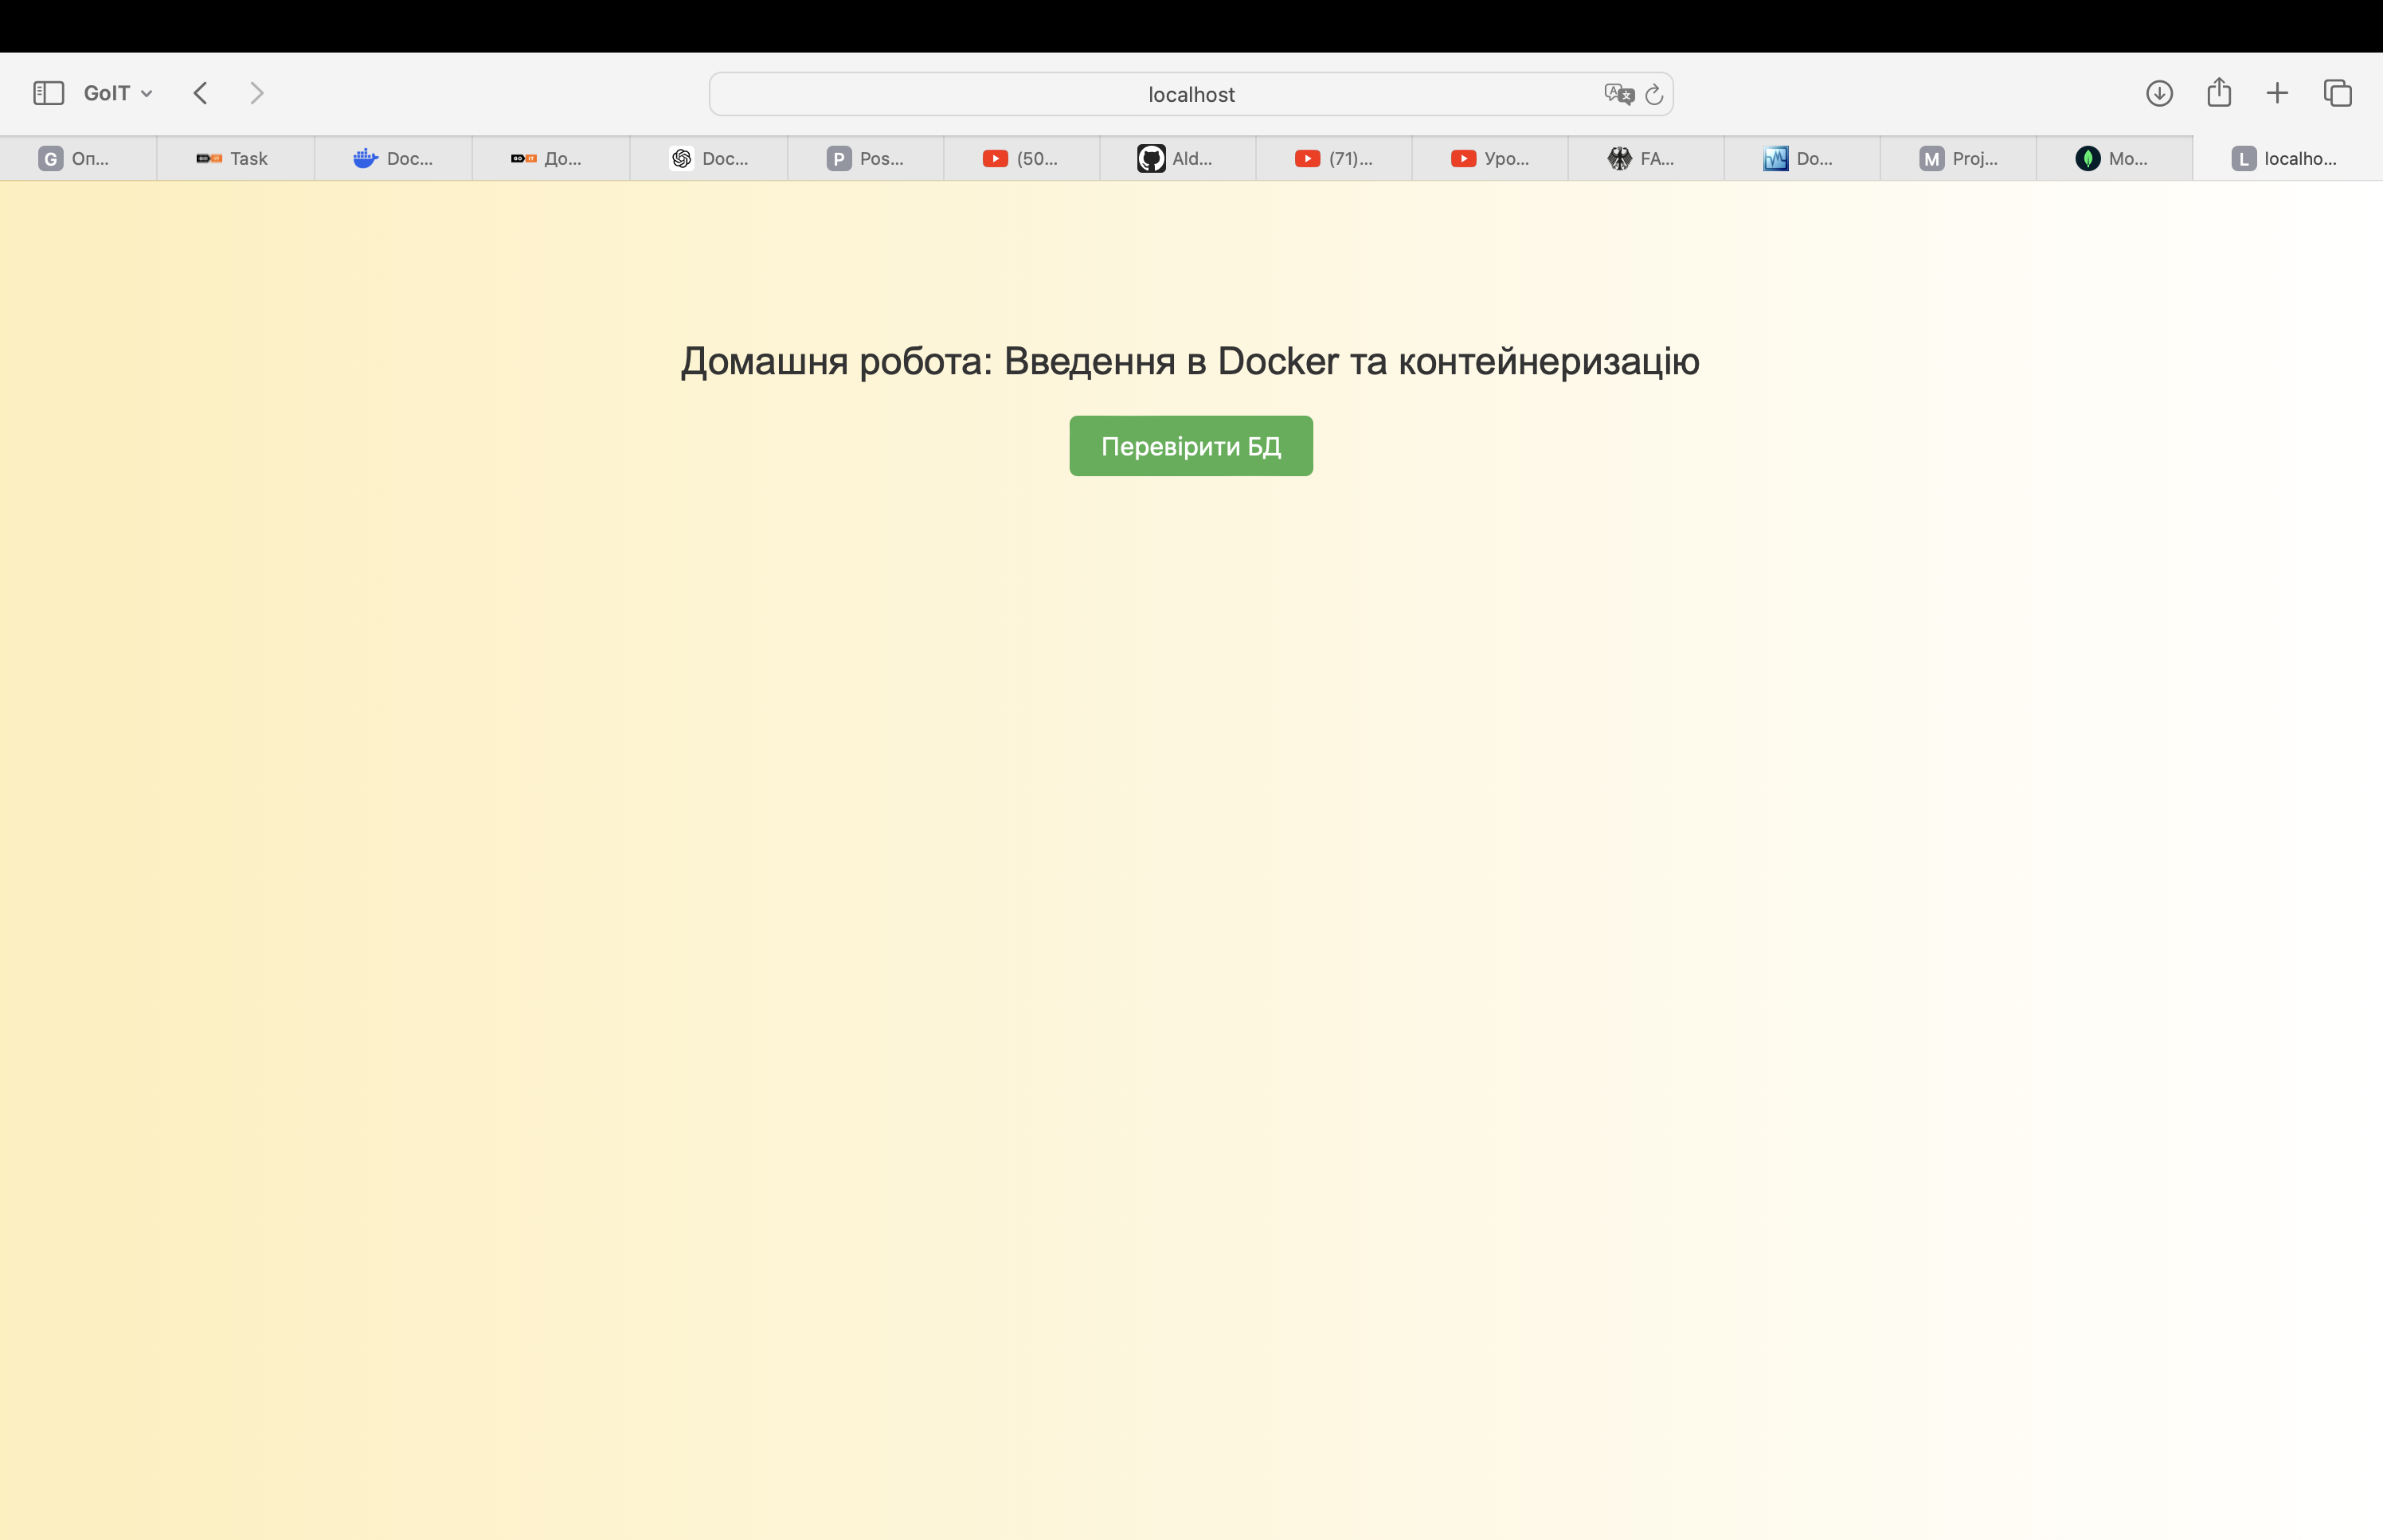 GoIT
localhost
G Оп...
Task
Doc...
До...
Doc...
P Pos...
(50...
Ald...
(71)...
Уро...
FA...
Do...
M Proj...
Mo...
L localho...
Домашня робота: Введення в Docker та контейнеризацію
Перевірити БД